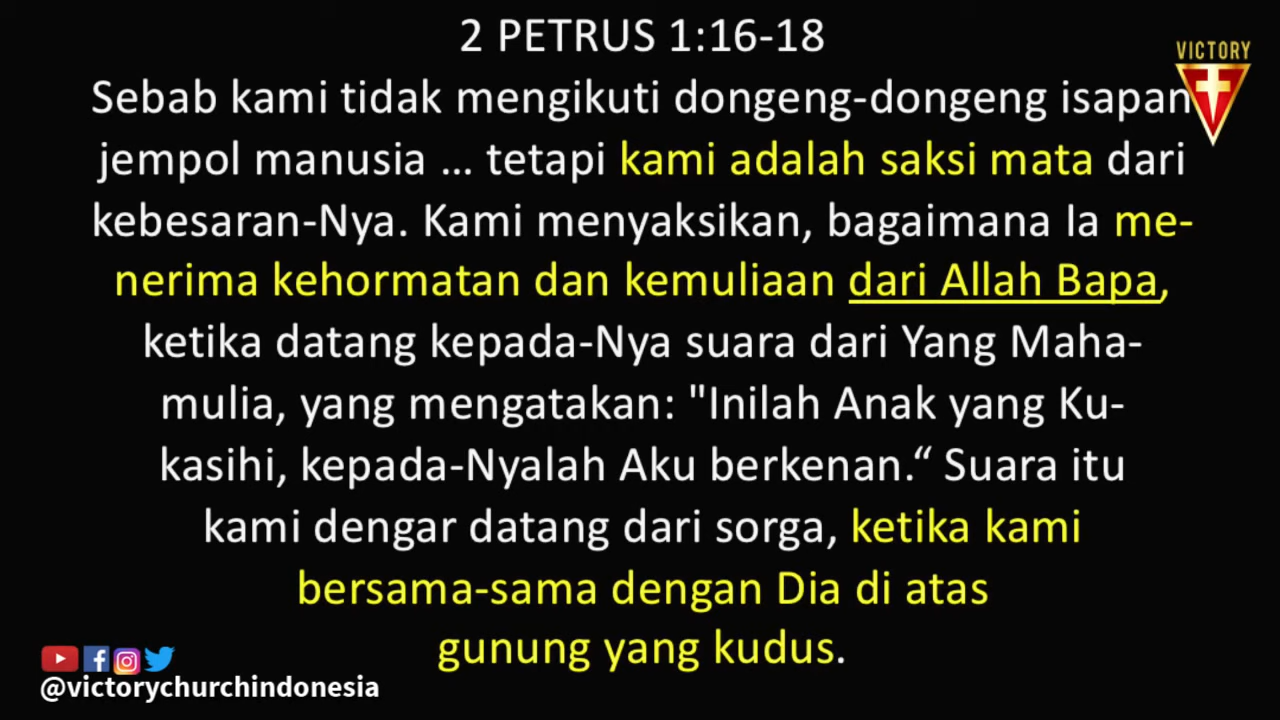 2 PETRUS 1:16-18
VICTORY
Sebab kami tidak mengikuti dongeng-dongeng isapan
jempol manusia ... tetapi kami adalah saksi mata dari
kebesaran-Nya. Kami menyaksikan, bagaimana Ia me-
nerima kehormatan dan kemuliaan dari Allah Bapa,
ketika datang kepada-Nya suara dari Yang Maha-
mulia, yang mengatakan: "Inilah Anak yang Ku-
kasihi, kepada-Nyalah Aku berkenan.“ Suara itu
kami dengar datang dari sorga, ketika kami
bersama-sama dengan Dia di atas
gunung yang kudus.
@victorychurchindonesia